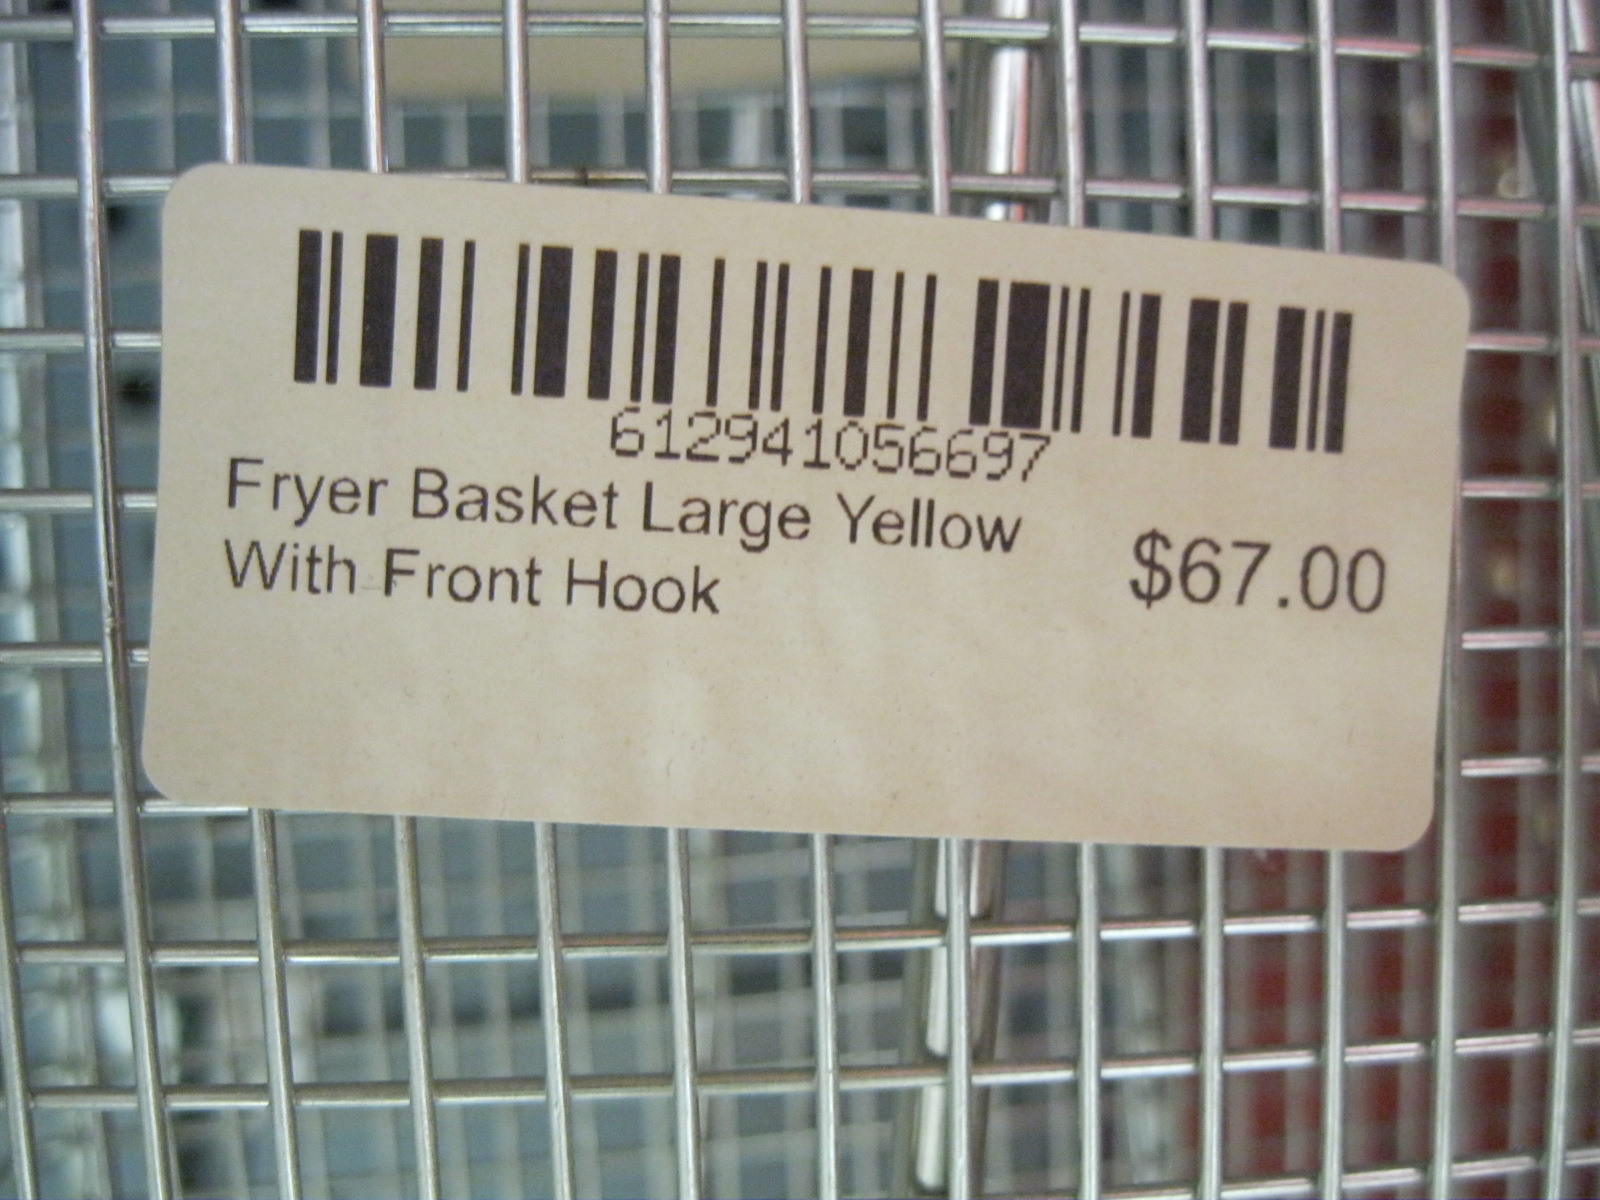 612941056697
Fryer Basket Large Yellow
With Front Hook
$67.00